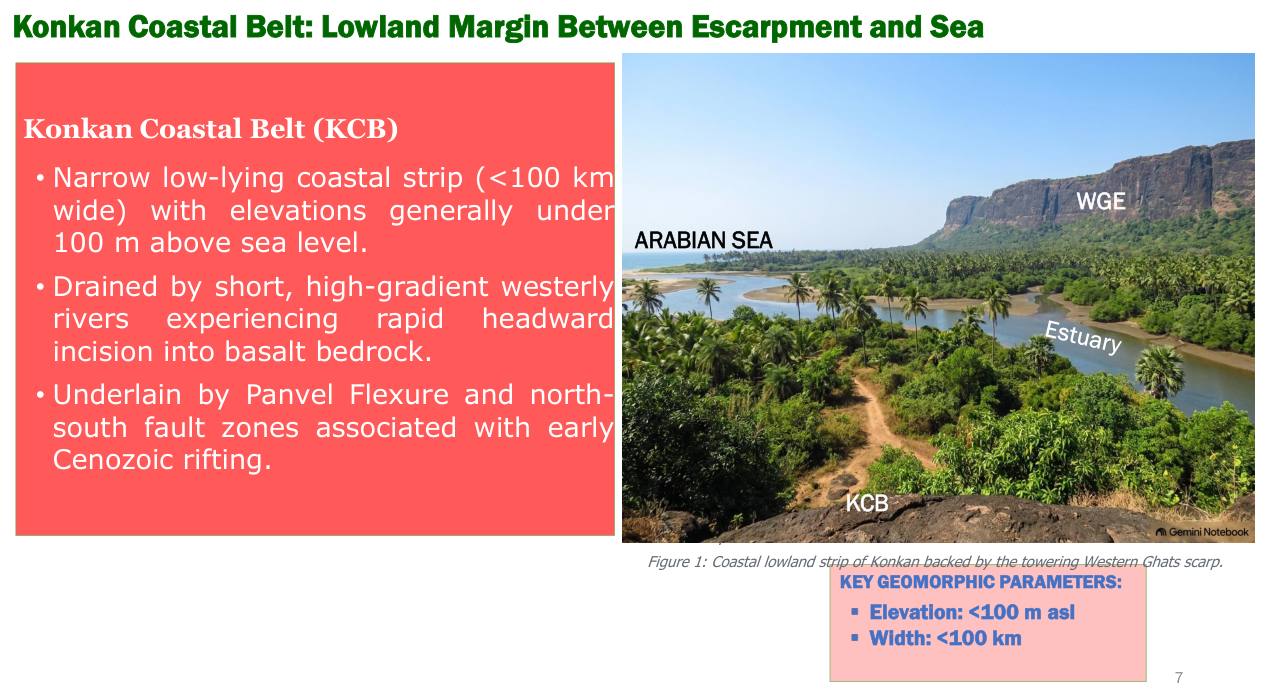 Konkan Coastal Belt: Lowland Margin Between Escarpment and Sea
Konkan Coastal Belt (KCB)
• Narrow low-lying coastal strip (<100 km
wide) with elevations generally under
100 m above sea level.
• Drained by short, high-gradient westerly
rivers experiencing rapid headward
incision into basalt bedrock.
• Underlain by Panvel Flexure and north-
south fault zones associated with early
Cenozoic rifting.
WGE
ARABIAN SEA
Estuary
KCB
Gemini Notebook
Figure 1: Coastal lowland strip of Konkan backed by the towering Western Ghats scarp.
KEY GEOMORPHIC PARAMETERS:
▪ Elevation: <100 m asl
▪ Width: <100 km
7